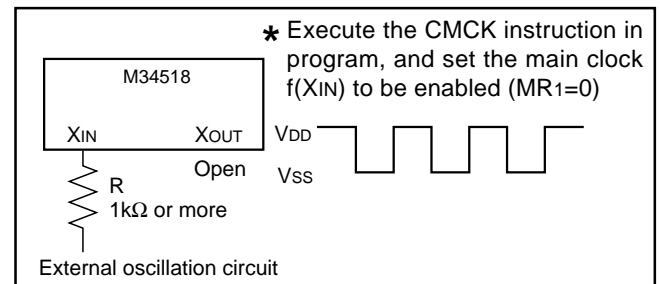 * Execute the CMCK instruction in
program, and set the main clock
f(XIN) to be enabled (MR1=0)
M34518
XIN XOUT
VDD
Open
VSS
R
1kΩ or more
External oscillation circuit